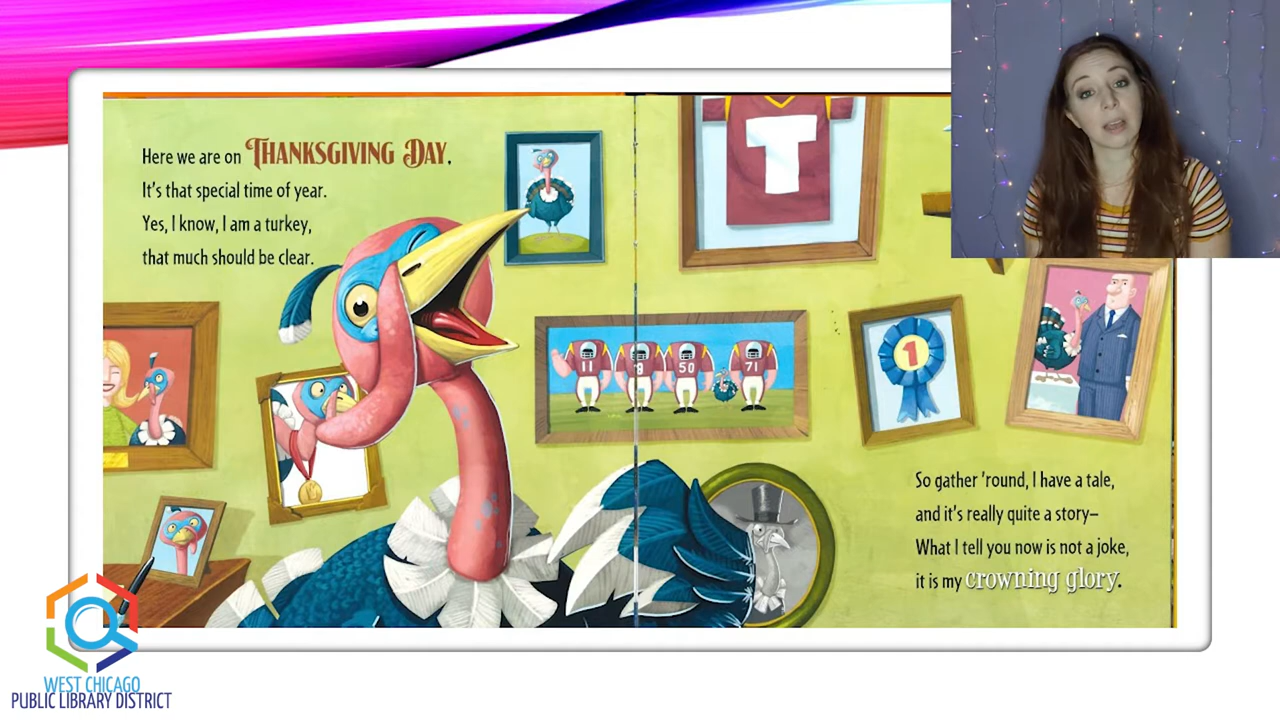 Here we are on THANKSGIVING DAY.
It's that special time of year.
Yes, I know, I am a turkey,
that much should be clear.
T
11
9
50
71
1
So gather 'round, I have a tale,
and it's really quite a story–
What I tell you now is not a joke,
it is my crowning glory.
WEST CHICAGO
PUBLIC LIBRARY DISTRICT